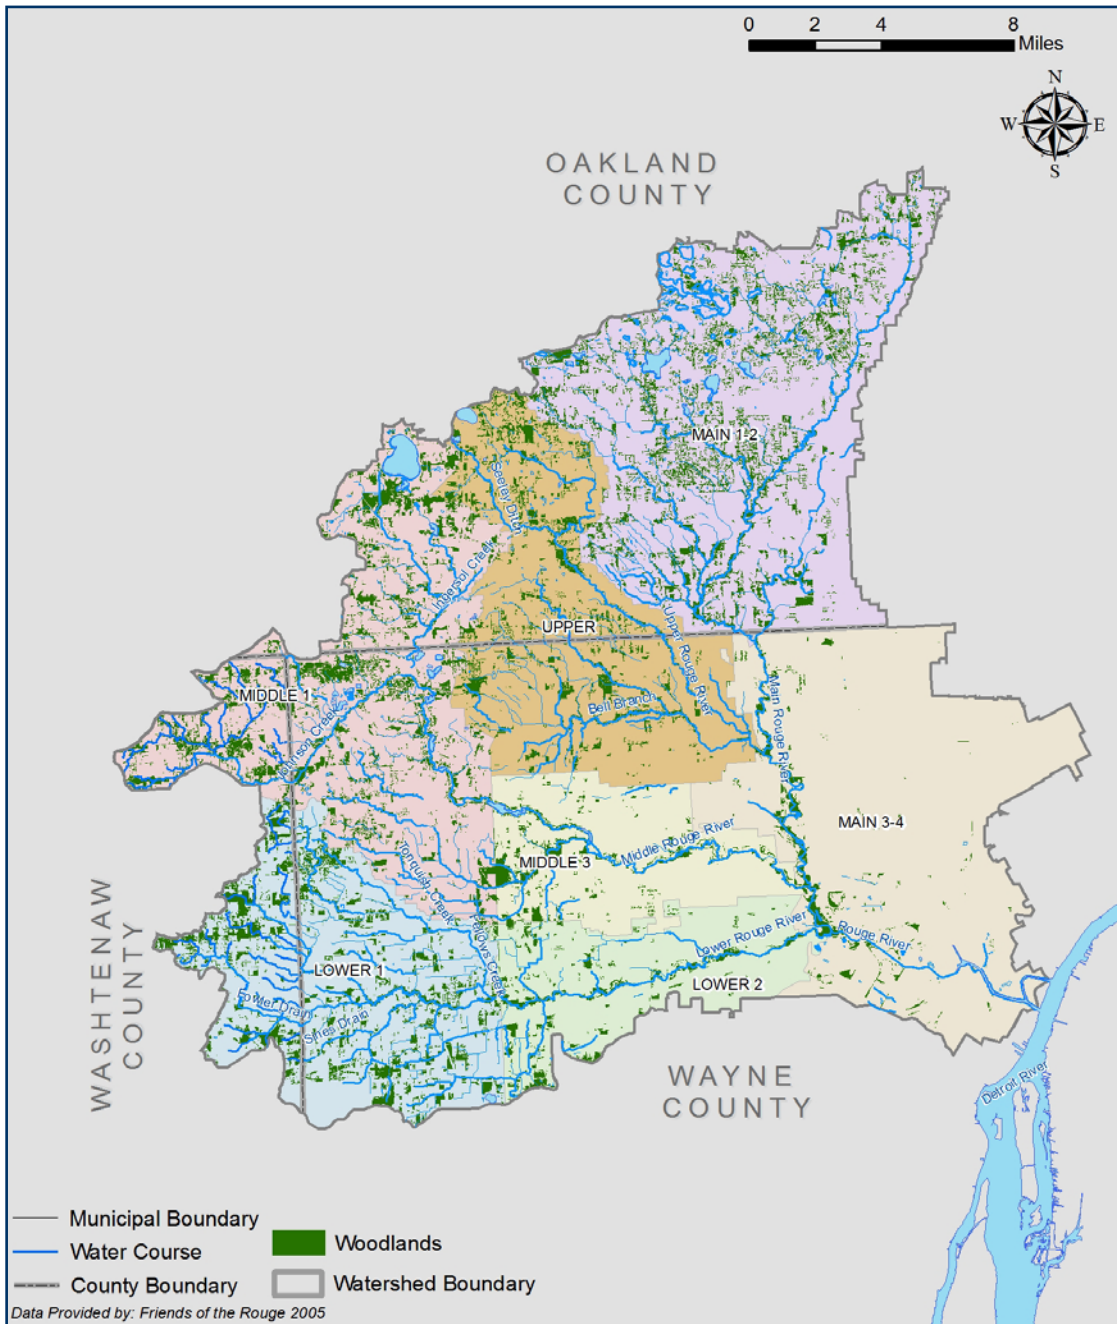 0 2 4 8
Miles
N
W E
S
OAKLAND
COUNTY
MAIN 1-2
Seeley Ditch
Ingersol Creek
UPPER
Upper Rouge River
MIDDLE 1
Bell Branch
Main Rouge River
Johnson Creek
MAIN 3-4
Middle Rouge River
MIDDLE 3
Tonquish Creek
Fellows Creek
Lower Rouge River
Rouge River
WASHTENAW
COUNTY
LOWER 1
LOWER 2
Fowler Drain
Sines Drain
WAYNE
COUNTY
Detroit River
Municipal Boundary
Water Course
County Boundary
Woodlands
Watershed Boundary
Data Provided by: Friends of the Rouge 2005